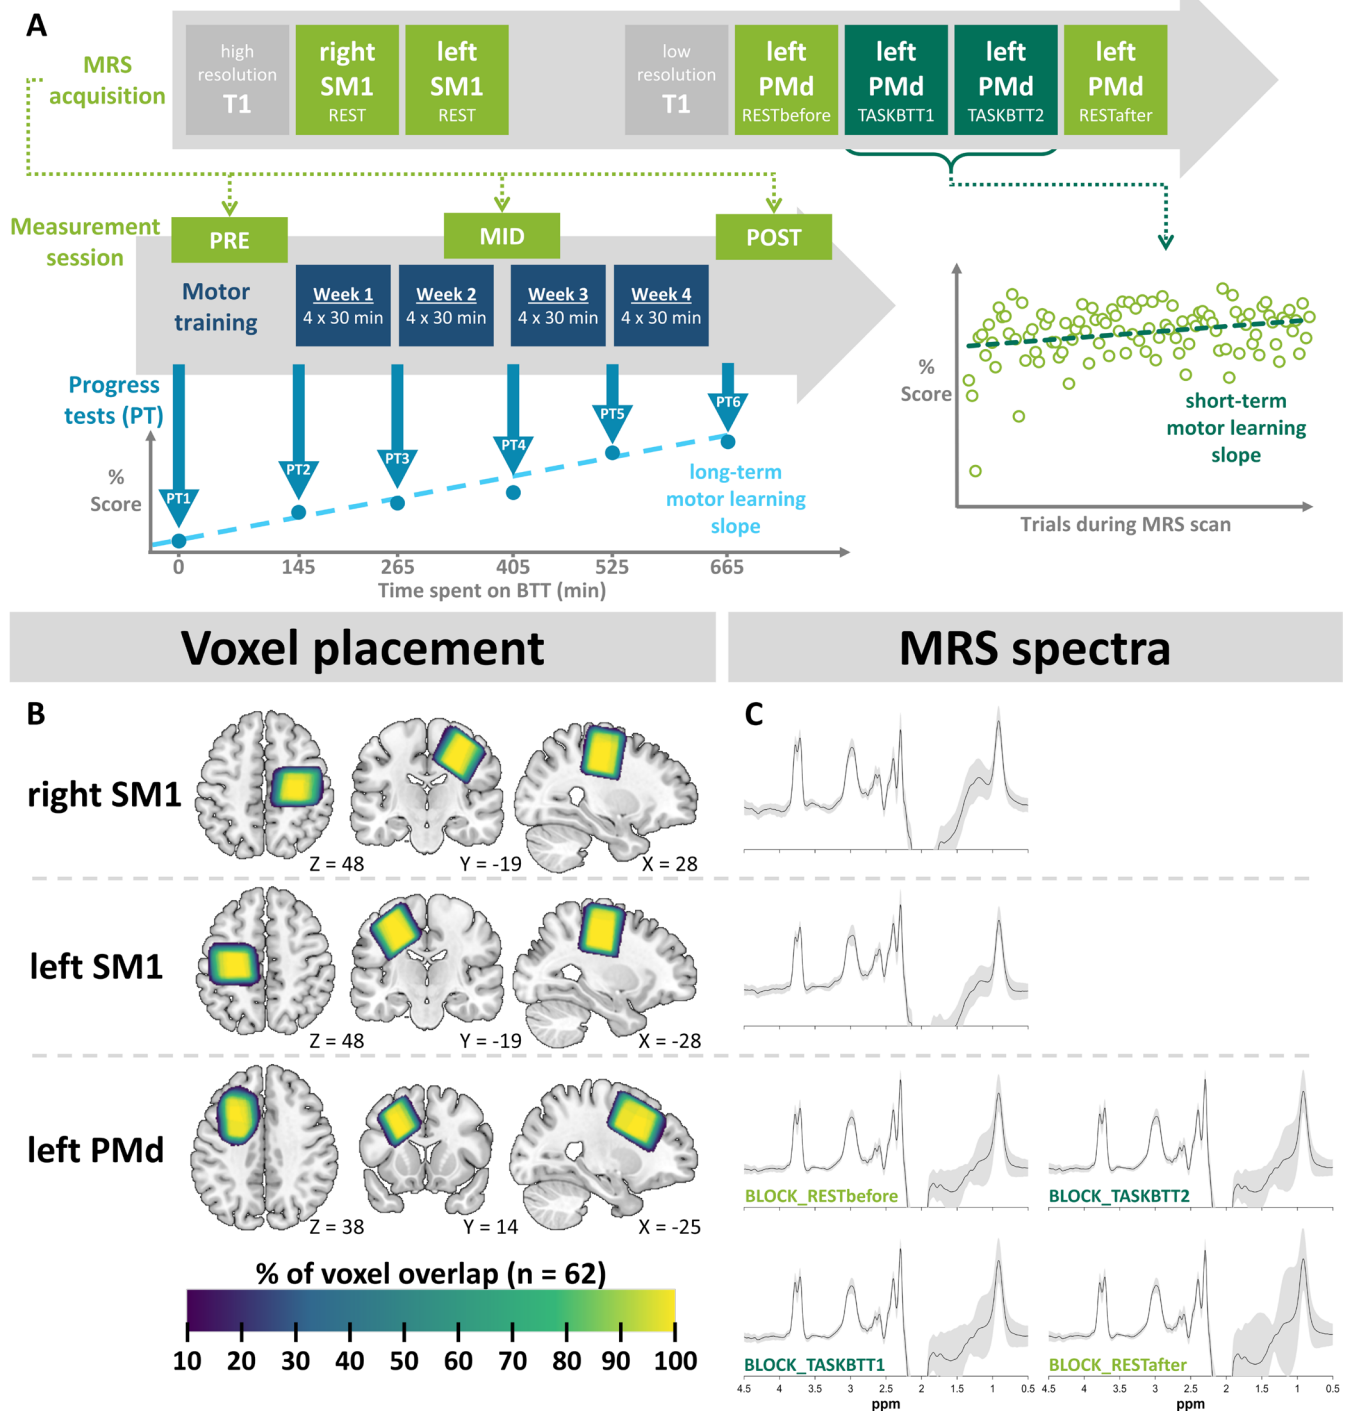 A
MRS
acquisition
high
resolution
T1
right
SM1
REST
left
SM1
REST
low
resolution
T1
left
PMd
RESTbefore
left
PMd
TASKBTT1
left
PMd
TASKBTT2
left
PMd
RESTafter
Measurement
session
PRE
MID
POST
Motor
training
Week 1
4 x 30 min
Week 2
4 x 30 min
Week 3
4 x 30 min
Week 4
4 x 30 min
Progress
tests (PT)
PT1
PT2
PT3
PT4
PT5
PT6
%
Score
long-term
motor learning
slope
0 145 265 405 525 665
Time spent on BTT (min)
%
Score
short-term
motor learning
slope
Trials during MRS scan
Voxel placement
MRS spectra
B
right SM1
Z = 48 Y = -19 X = 28
left SM1
Z = 48 Y = -19 X = -28
left PMd
Z = 38 Y = 14 X = -25
% of voxel overlap (n = 62)
10 20 30 40 50 60 70 80 90 100
C
BLOCK_RESTbefore
BLOCK_TASKBTT2
BLOCK_TASKBTT1
BLOCK_RESTafter
4.5 4 3.5 3 2.5 2 1.5 1 0.5
ppm
4.5 4 3.5 3 2.5 2 1.5 1 0.5
ppm